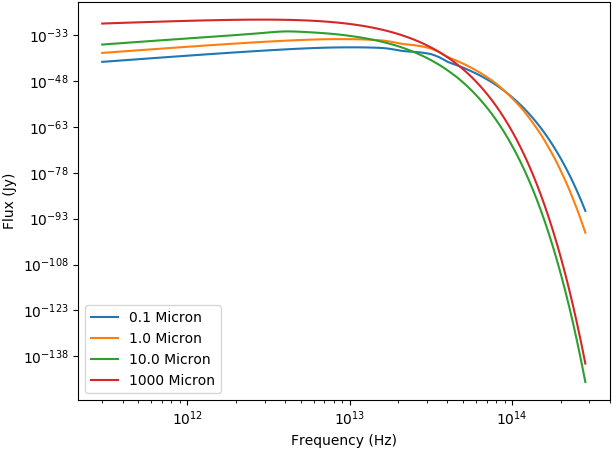 10^-33
10^-48
10^-63
10^-78
10^-93
10^-108
10^-123
10^-138
Flux (Jy)
0.1 Micron
1.0 Micron
10.0 Micron
1000 Micron
10^12
10^13
10^14
Frequency (Hz)